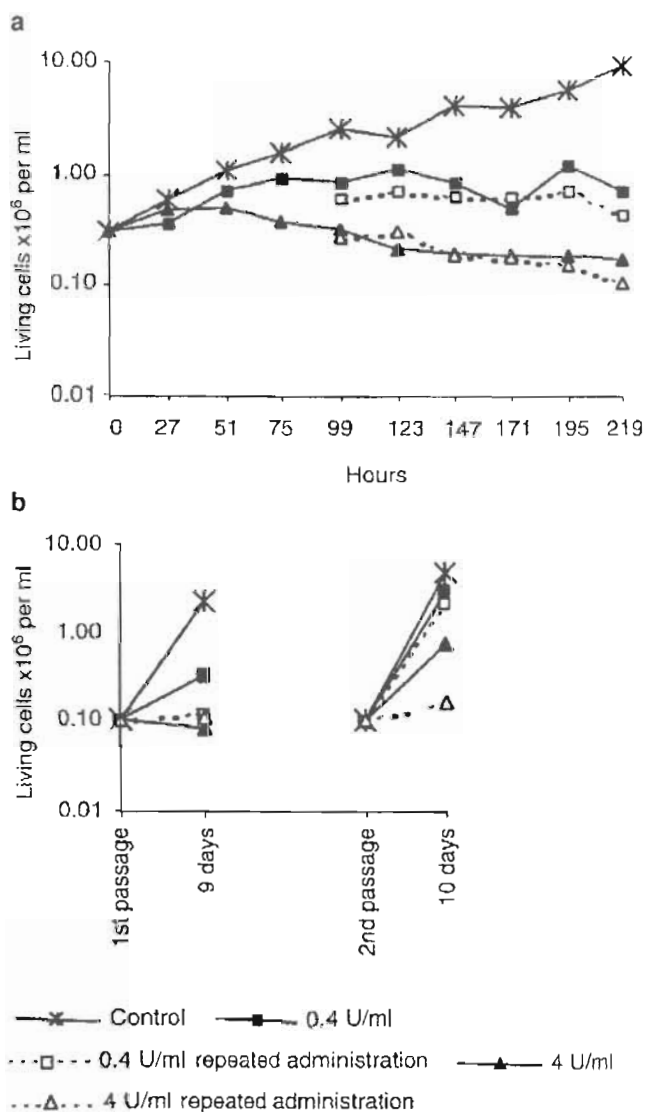 a
Living cells x10⁶ per ml
10.00
1.00
0.10
0.01
0 27 51 75 99 123 147 171 195 219
Hours
b
Living cells x10⁶ per ml
10.00
1.00
0.10
0.01
1st passage
9 days
2nd passage
10 days
Control 0.4 U/ml
0.4 U/ml repeated administration 4 U/ml
4 U/ml repeated administration